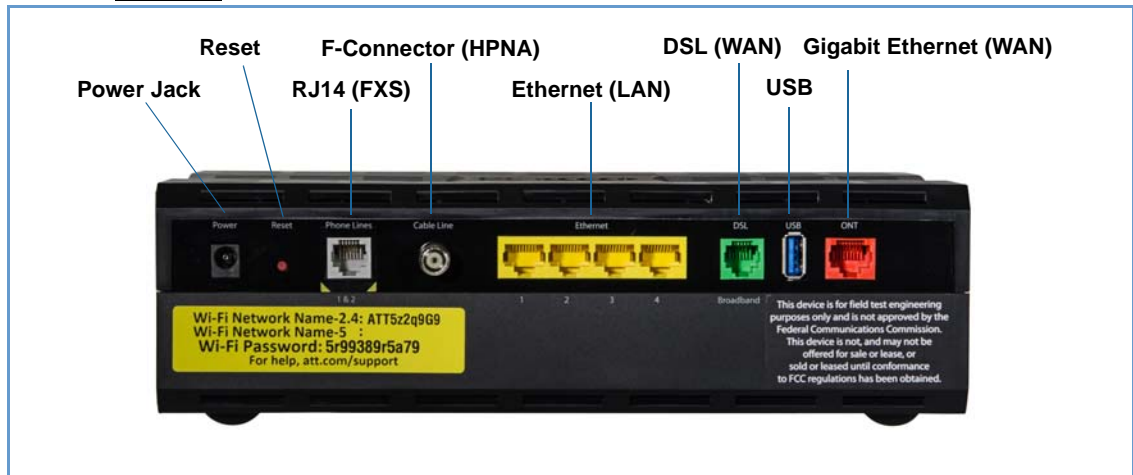 Reset
F-Connector (HPNA)
DSL (WAN)
Gigabit Ethernet (WAN)
Power Jack
RJ14 (FXS)
Ethernet (LAN)
USB
Power
Reset
Phone Lines
Cable Line
Ethernet
DSL
USB
ONT
1 & 2
1
2
3
4
Broadband
Wi-Fi Network Name-2.4: ATT5z2q9G9
Wi-Fi Network Name-5 :
Wi-Fi Password: 5r99389r5a79
For help, att.com/support
This device is for field test engineering
purposes only and is not approved by the
Federal Communications Commission.
This device is not, and may not be
offered for sale or lease, or
sold or leased until conformance
to FCC regulations has been obtained.